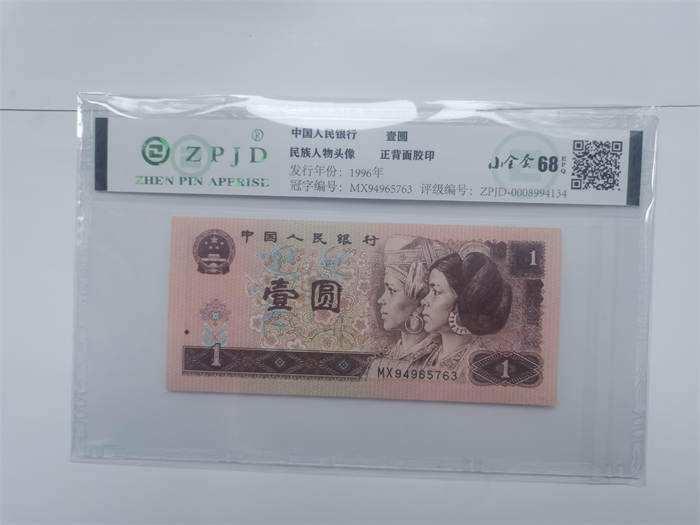 中国人民银行 壹圆
® ZPJD
民族人物头像 正背面胶印
68 EPQ
ZHEN PIN APPRISE
发行年份：1996年
冠字编号：MX94965763 评级编号：ZPJD-0008994134
中国人民银行
1
壹圆
1
MX94965763
1